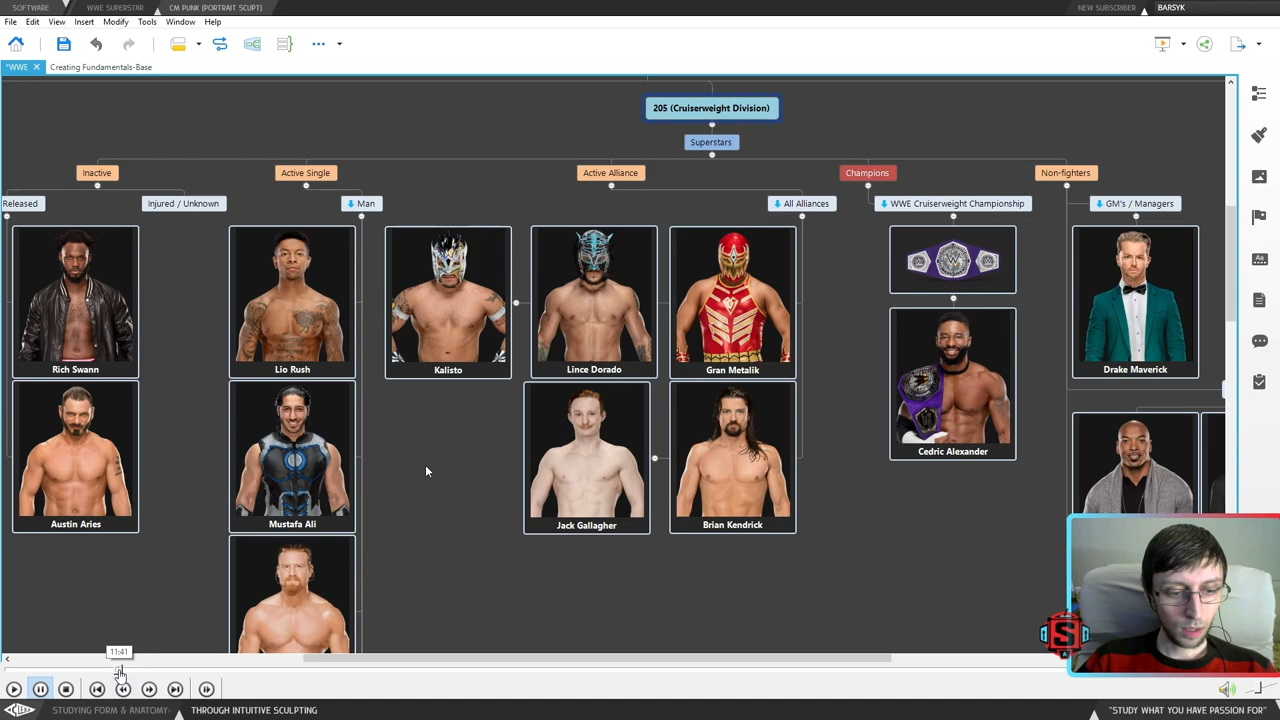 SOFTWARE
WWE SUPERSTAR
CM PUNK (PORTRAIT SCUPT)
NEW SUBSCRIBER
BARSYK
File Edit View Insert Modify Tools Window Help
*WWE
Creating Fundamentals-Base
205 (Cruiserweight Division)
Superstars
Inactive
Active Single
Active Alliance
Champions
Non-fighters
Released
Injured / Unknown
Man
All Alliances
WWE Cruiserweight Championship
GM's / Managers
Rich Swann
Lio Rush
Kalisto
Lince Dorado
Gran Metalik
Drake Maverick
Cedric Alexander
Austin Aries
Mustafa Ali
Jack Gallagher
Brian Kendrick
11:41
STUDYING FORM & ANATOMY
THROUGH INTUITIVE SCULPTING
"STUDY WHAT YOU HAVE PASSION FOR"